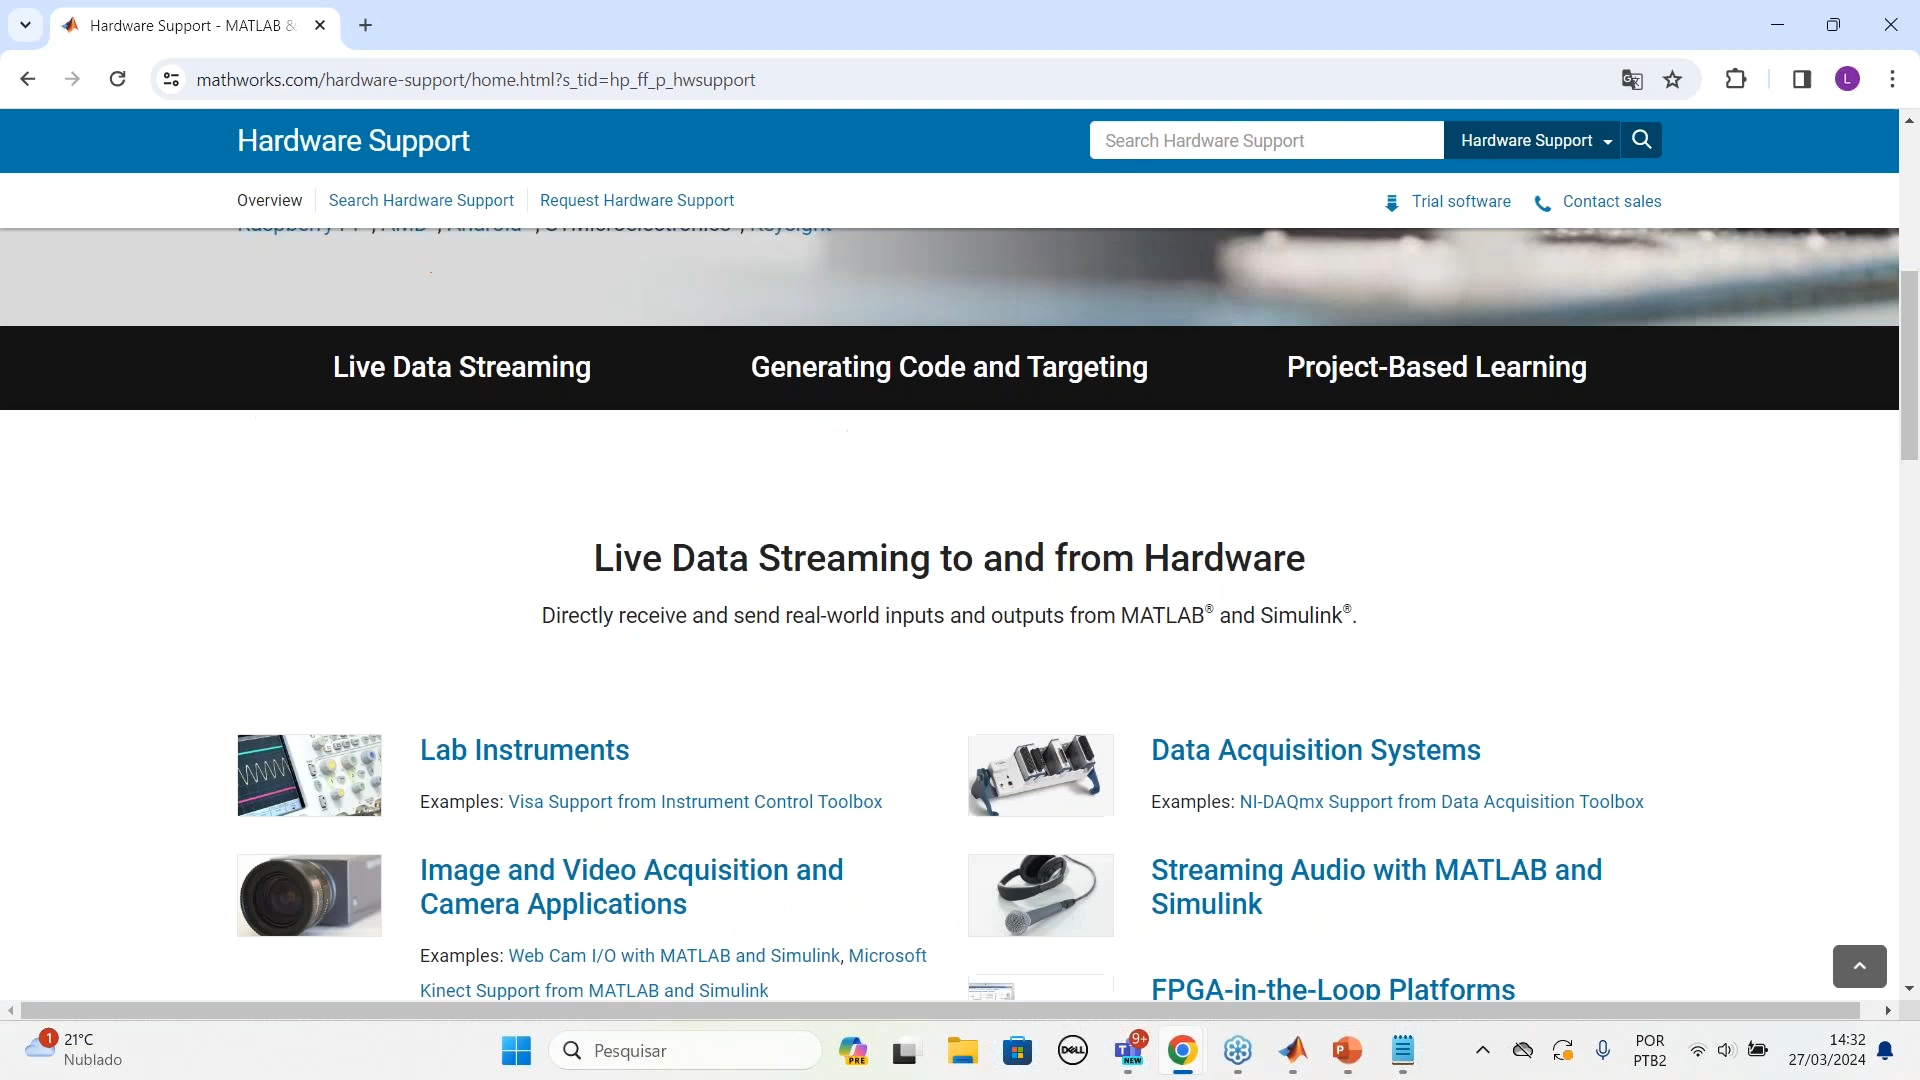 Hardware Support - MATLAB &
mathworks.com/hardware-support/home.html?s_tid=hp_ff_p_hwsupport
L
Hardware Support
Search Hardware Support
Hardware Support
Overview
Search Hardware Support
Request Hardware Support
Trial software
Contact sales
Live Data Streaming
Generating Code and Targeting
Project-Based Learning
Live Data Streaming to and from Hardware
Directly receive and send real-world inputs and outputs from MATLAB® and Simulink®.
Lab Instruments
Examples: Visa Support from Instrument Control Toolbox
Data Acquisition Systems
Examples: NI-DAQmx Support from Data Acquisition Toolbox
Image and Video Acquisition and
Camera Applications
Examples: Web Cam I/O with MATLAB and Simulink, Microsoft
Kinect Support from MATLAB and Simulink
Streaming Audio with MATLAB and
Simulink
FPGA-in-the-Loop Platforms
1
21°C
Nublado
Pesquisar
PRE
DELL
9+
NEW
POR
PTB2
14:32
27/03/2024